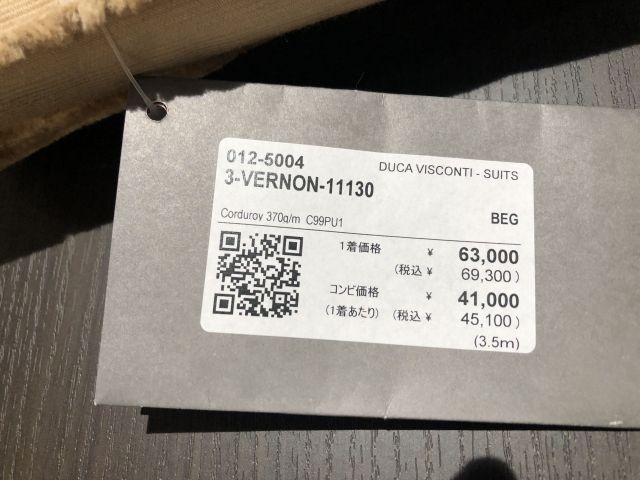 012-5004
DUCA VISCONTI - SUITS
3-VERNON-11130
BEG
Corduroy 370g/m C99PU1
1着価格 ¥ 63,000
(税込 ¥ 69,300 )
コンビ価格 ¥ 41,000
(1着あたり) (税込 ¥ 45,100 )
(3.5m)